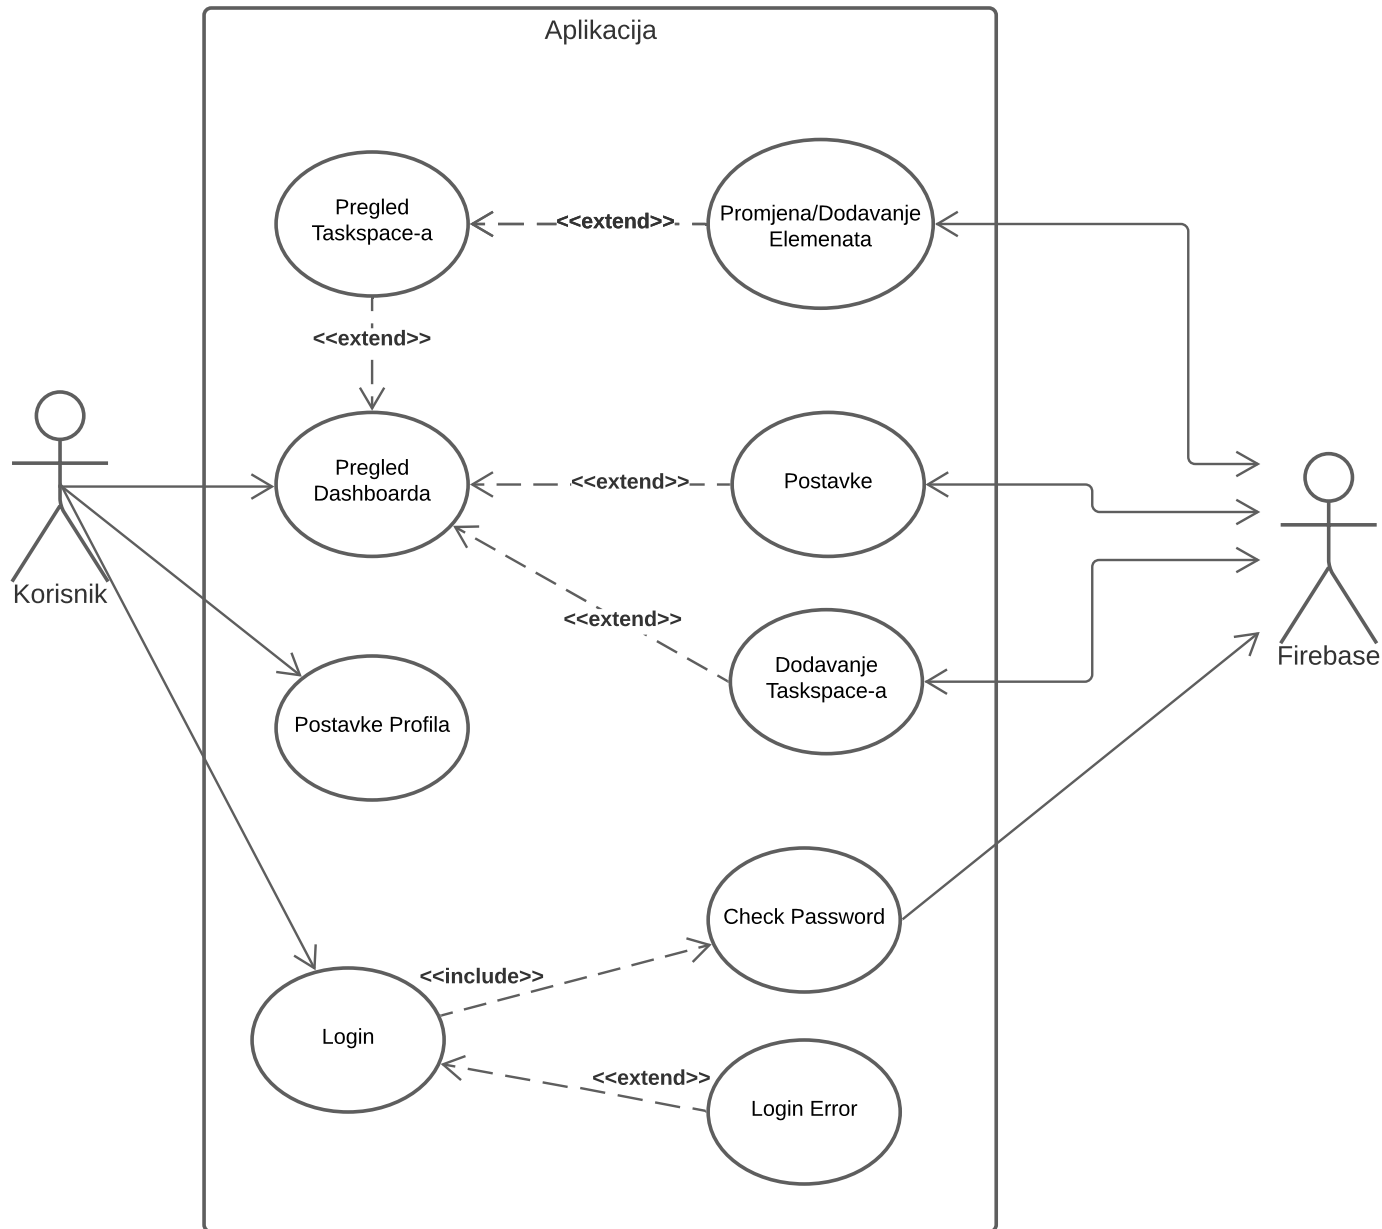 Aplikacija
Pregled
Taskspace-a
<<extend>>
Promjena/Dodavanje
Elemenata
<<extend>>
Korisnik
Pregled
Dashboarda
<<extend>>
Postavke
<<extend>>
Dodavanje
Taskspace-a
Firebase
Postavke Profila
Check Password
<<include>>
Login
<<extend>>
Login Error